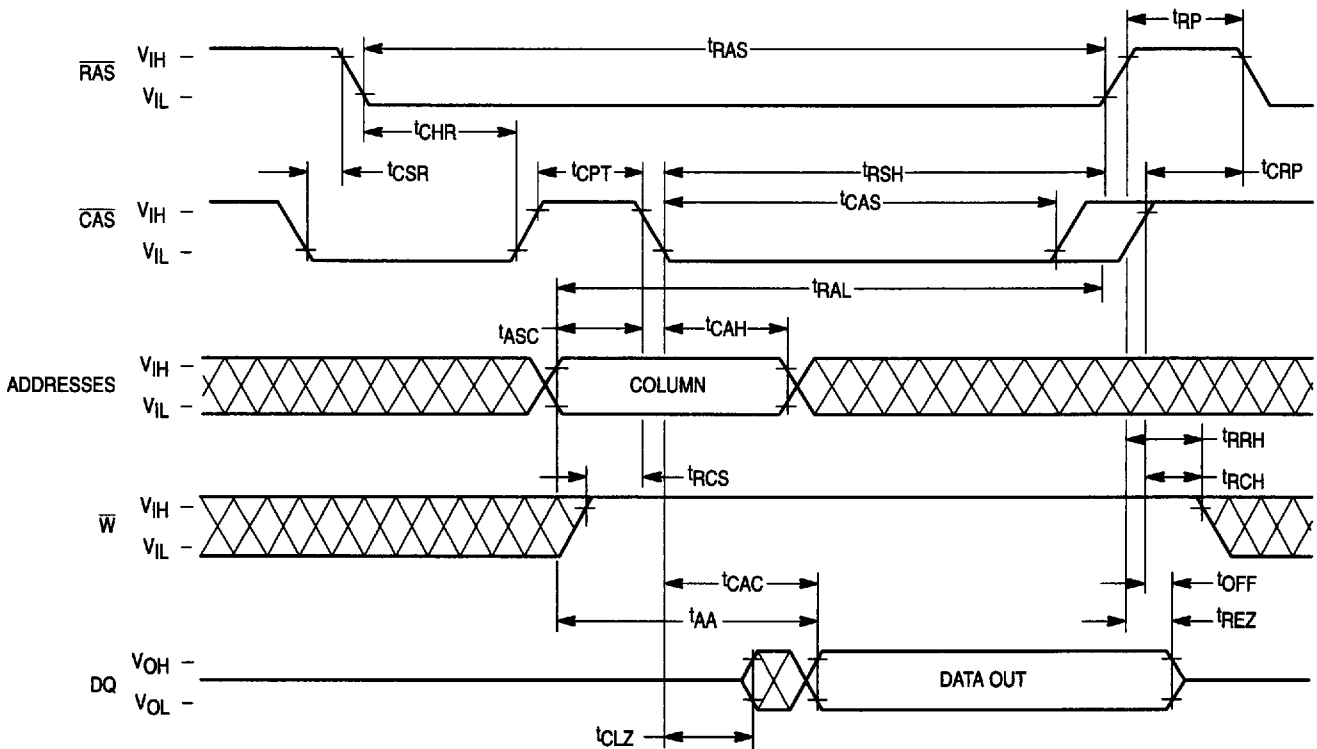 tRP
tRAS
RAS VIH
VIL
tCHR
tCSR tCPT tRSH tCRP
tCAS
CAS VIH
VIL
tRAL
tASC tCAH
ADDRESSES VIH
VIL
COLUMN
tRRH
tRCS tRCH
W VIH
VIL
tCAC tOFF
tAA tREZ
DQ VOH
VOL
DATA OUT
tCLZ